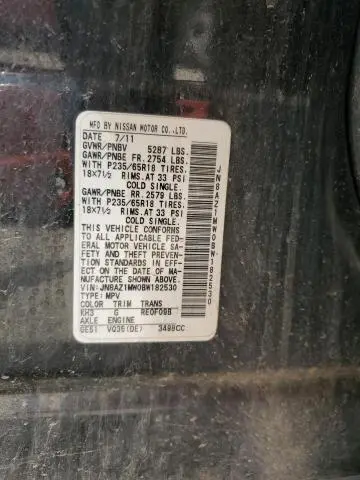 MFD BY NISSAN MOTOR CO.,LTD.
DATE 7/11
GVWR/PNBV 5287 LBS.
GAWR/PNBE FR. 2754 LBS.
WITH P235/65R18 TIRES.
18X7½ RIMS. AT 33 PSI
COLD SINGLE.
GAWR/PNBE RR. 2579 LBS.
WITH P235/65R18 TIRES.
18X7½ RIMS. AT 33 PSI
COLD SINGLE.
THIS VEHICLE CONFORMS
TO ALL APPLICABLE FED-
ERAL MOTOR VEHICLE SA-
FETY AND THEFT PREVEN-
TION STANDARDS IN EFF-
ECT ON THE DATE OF MA-
NUFACTURE SHOWN ABOVE.
VIN:JN8AZ1MW0BW182530
TYPE: MPV
COLOR TRIM TRANS
KH3 G RE0F09B
AXLE ENGINE
GE51 VQ35(DE) 3498CC
JN8AZ1MW0BW182530